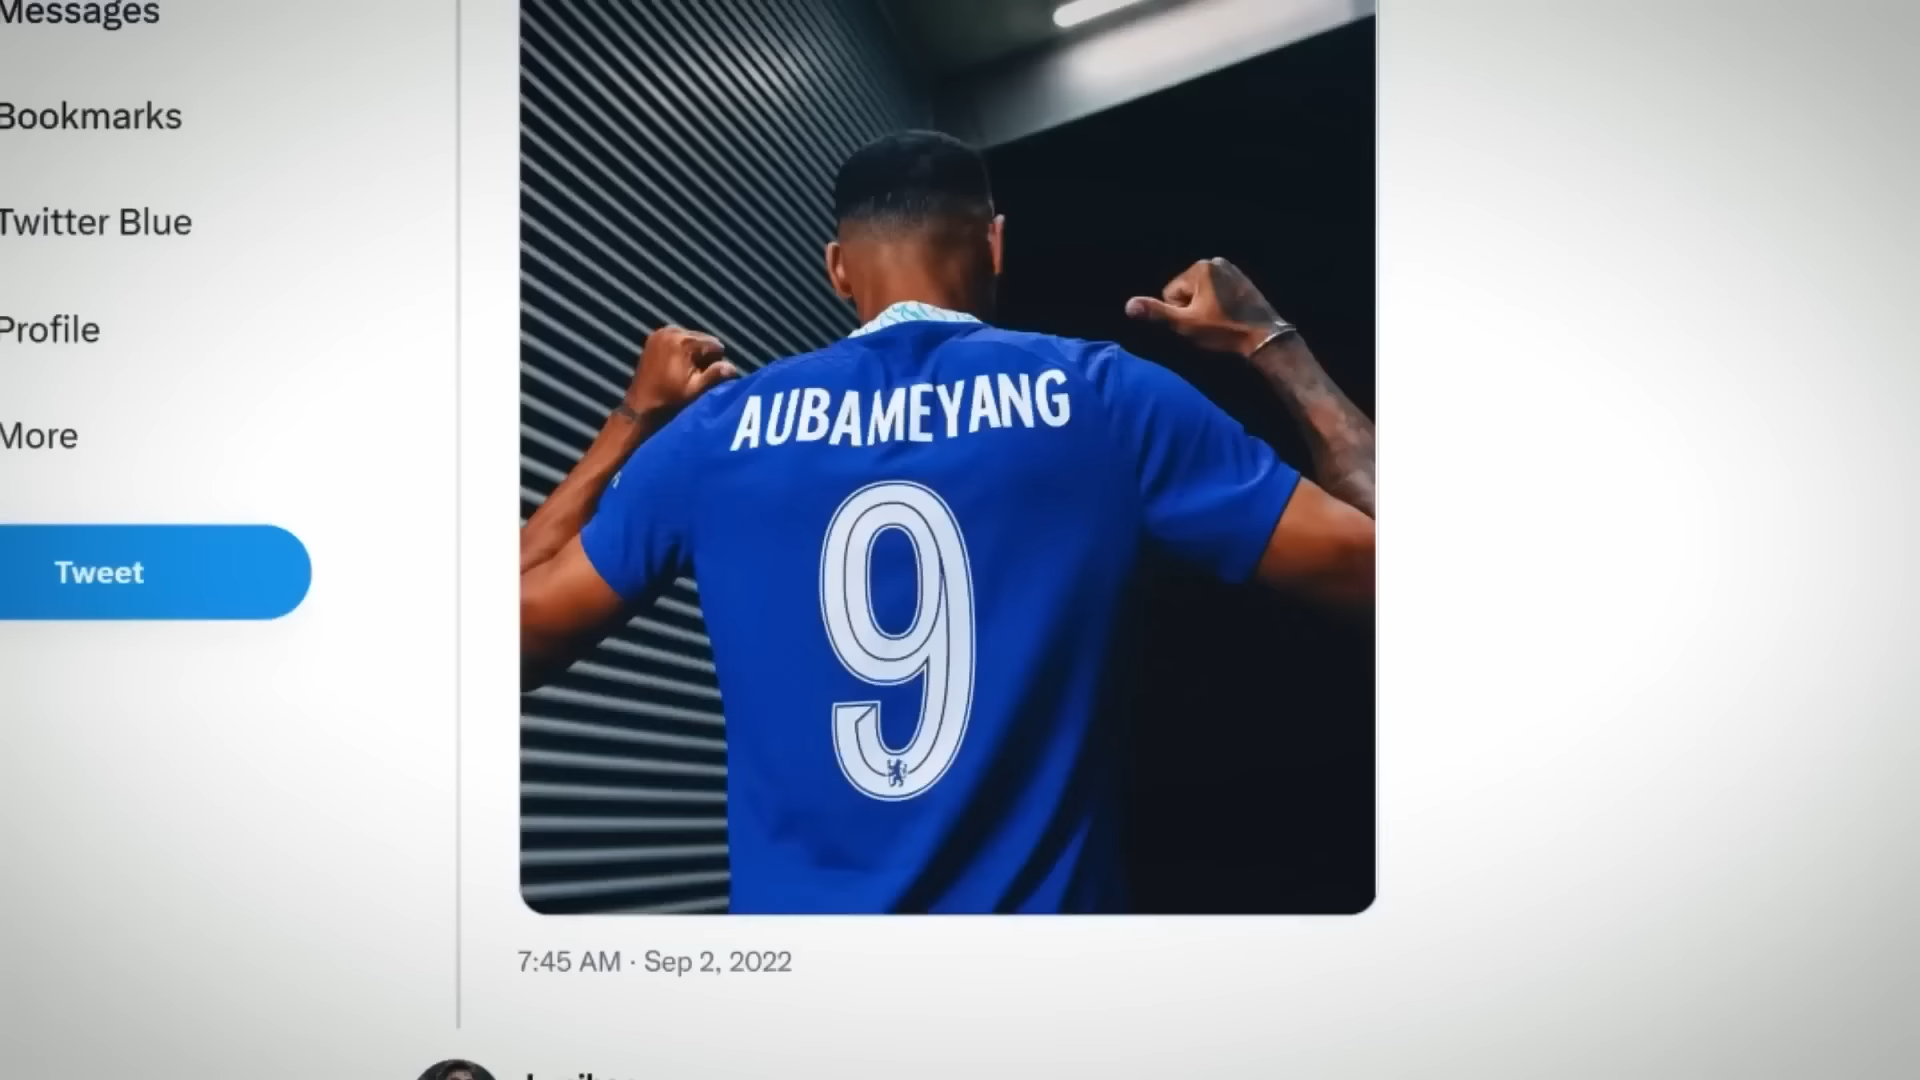 Messages
Bookmarks
Twitter Blue
Profile
More
Tweet
AUBAMEYANG
9
7:45 AM · Sep 2, 2022